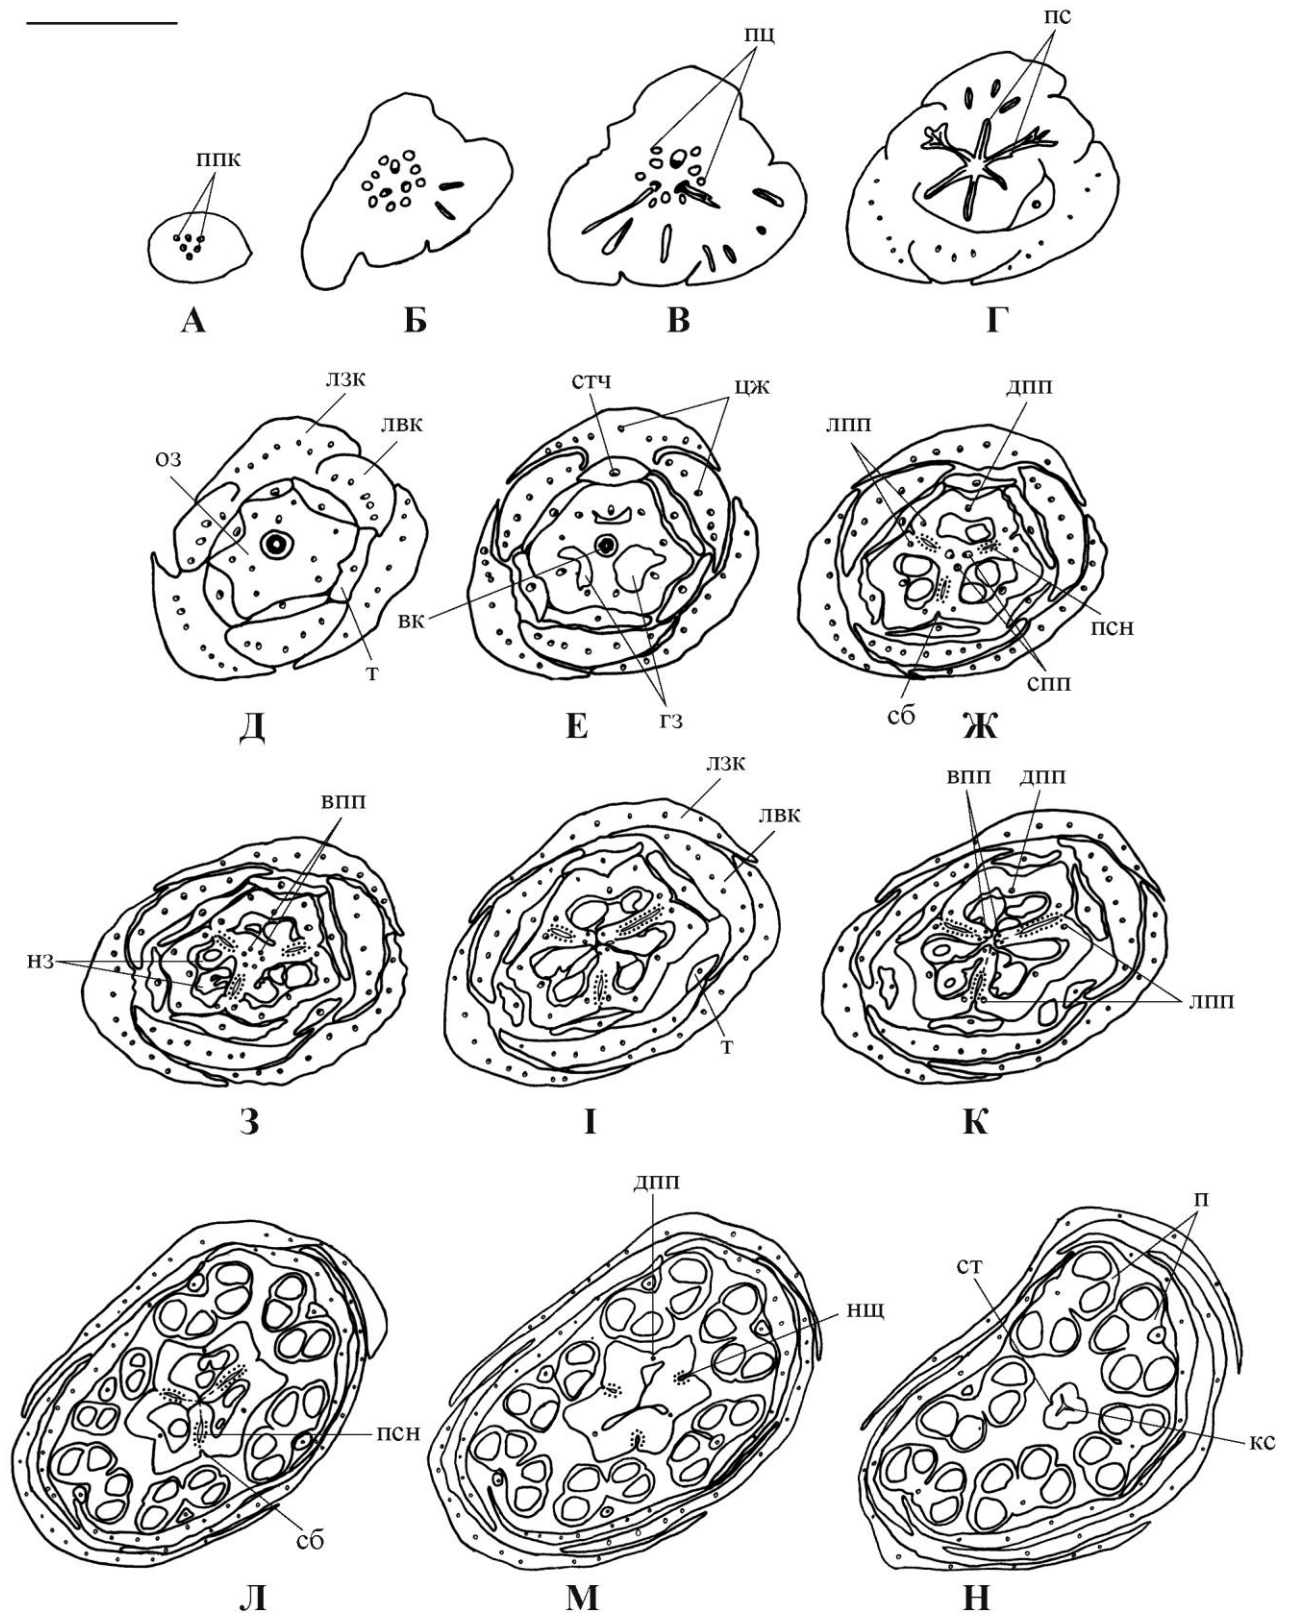 пс
пц
ппк
А
Б
В
Г
лзк
стч
цж
дпп
лвк
лпп
оз
вк
т
гз
псн
спп
сб
Д
Е
Ж
лзк
впп
дпп
впп
лвк
нз
лпп
т
З
І
К
дпп
п
ст
нщ
псн
кс
сб
Л
М
Н